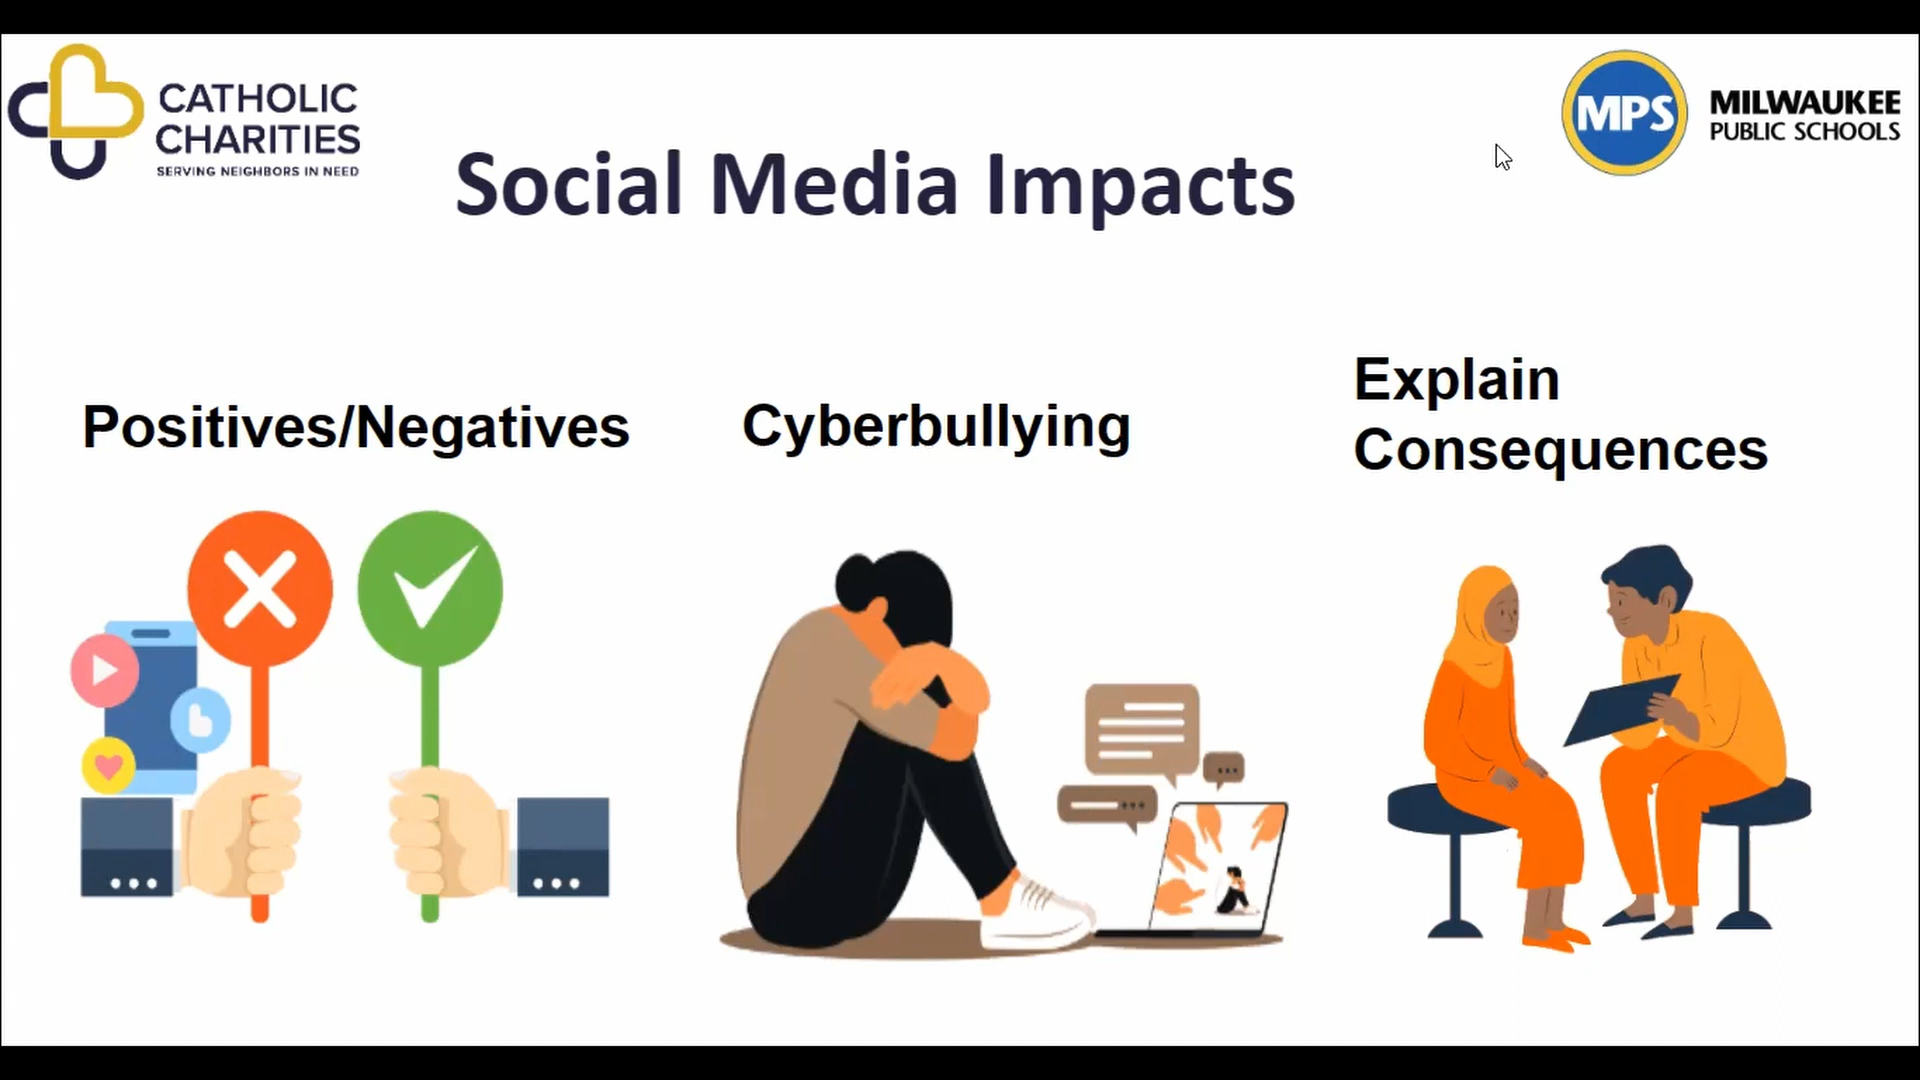 CATHOLIC
CHARITIES
SERVING NEIGHBORS IN NEED
MPS
MILWAUKEE
PUBLIC SCHOOLS
Social Media Impacts
Positives/Negatives
Cyberbullying
Explain
Consequences